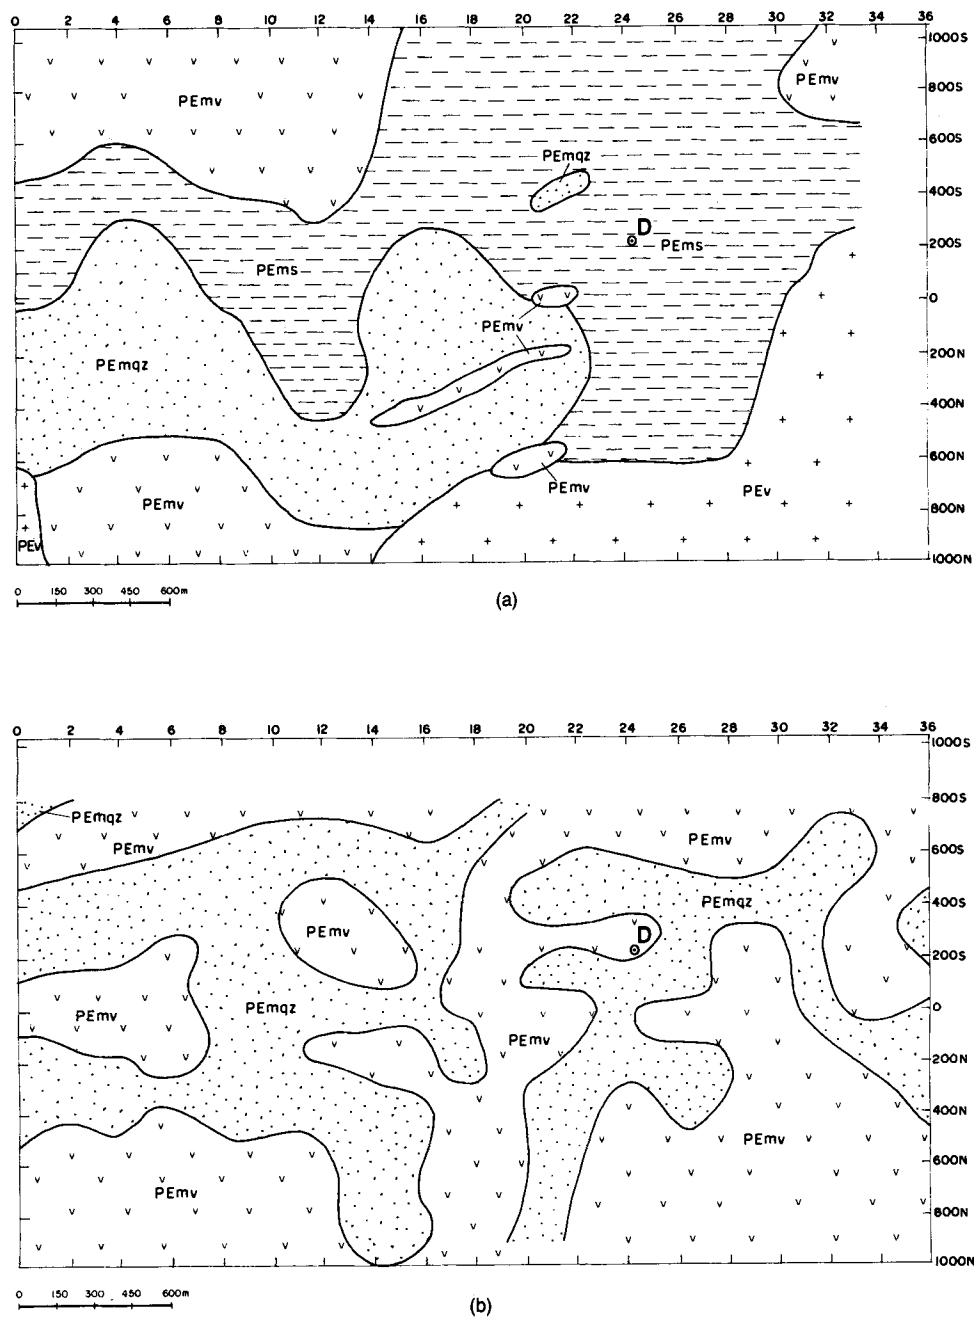 0 2 4 6 8 10 12 14 16 18 20 22 24 26 28 30 32 34 36
1000S
PEmv
PEmv
800S
600S
PEmqz
400S
D
200S
PEms
PEms
0
PEmv
200N
PEmqz
400N
600N
PEmv
PEmv
PEv
800N
PEv
1000N
0 150 300 450 600m
(a)
0 2 4 6 8 10 12 14 16 18 20 22 24 26 28 30 32 34 36
1000S
800S
PEmqz
PEmv
PEmv
600S
PEmqz
400S
PEmv
D
200S
PEmv
PEmqz
0
PEmv
200N
400N
PEmv
600N
PEmv
800N
1000N
0 150 300 450 600m
(b)